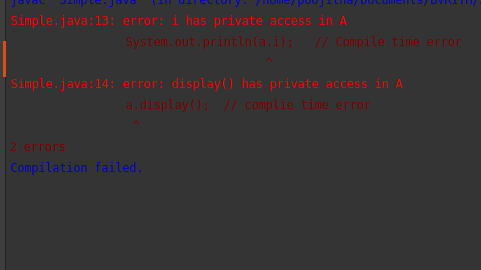 javac "Simple.java" (in directory: /home/poojitha/Documents/BVRITH/
Simple.java:13: error: i has private access in A
System.out.println(a.i);   // Compile time error
^
Simple.java:14: error: display() has private access in A
a.display();  // complie time error
^
2 errors
Compilation failed.